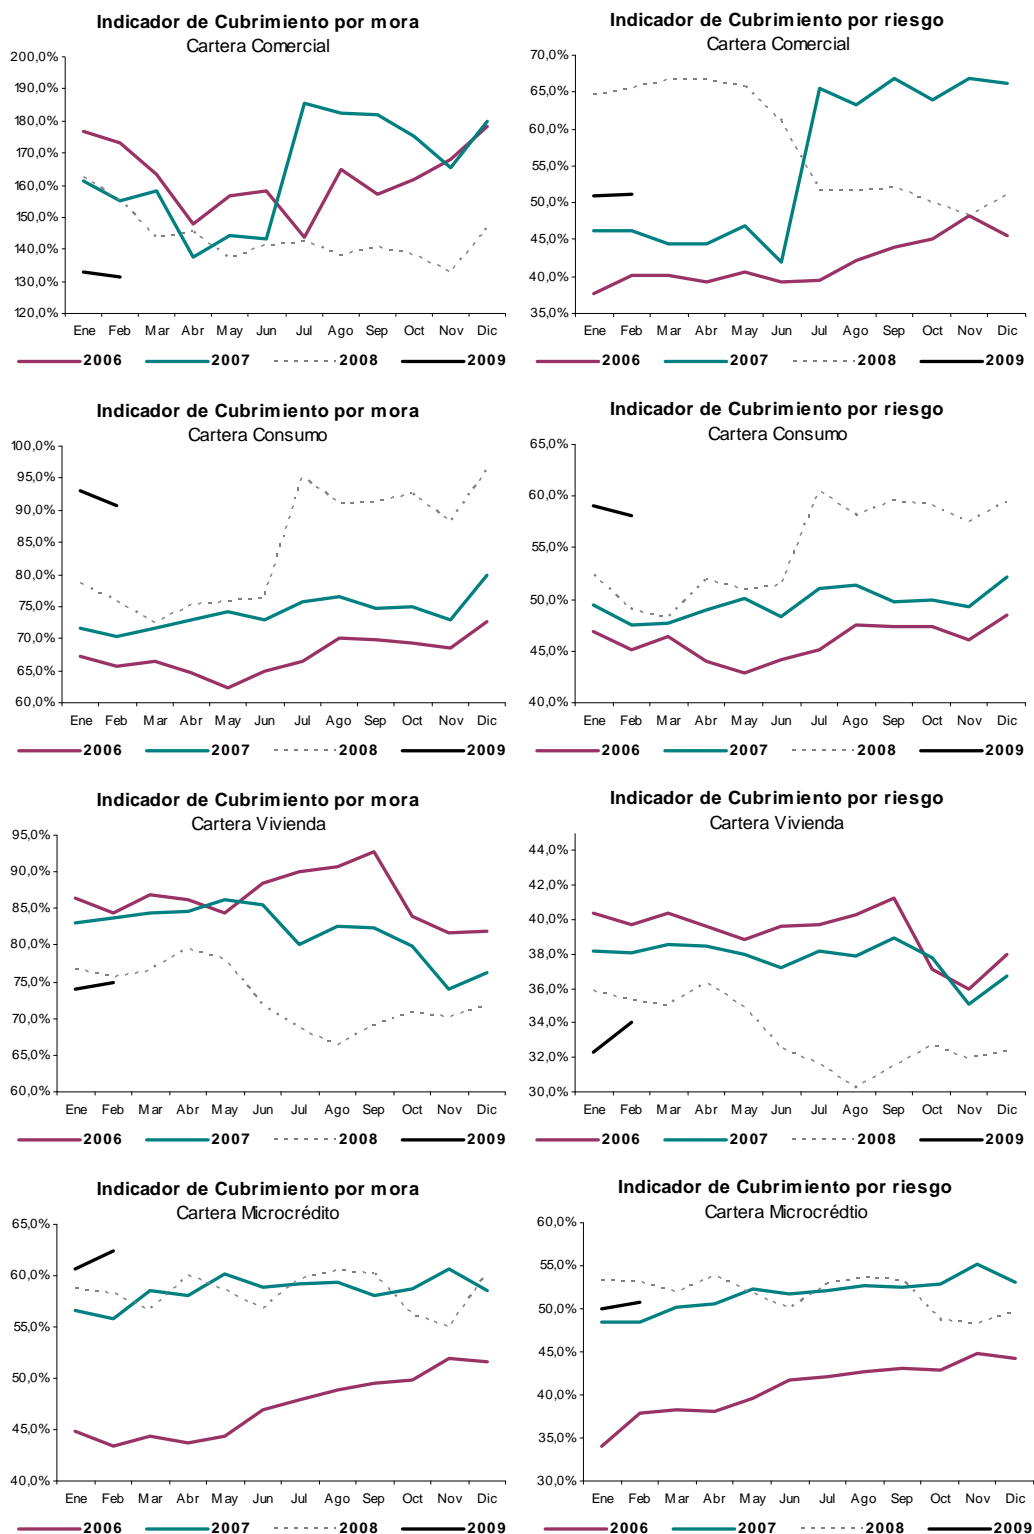 Indicador de Cubrimiento por mora
Cartera Comercial
200,0%
190,0%
180,0%
170,0%
160,0%
150,0%
140,0%
130,0%
120,0%
Ene Feb Mar Abr May Jun Jul Ago Sep Oct Nov Dic
2006 2007 2008 2009
Indicador de Cubrimiento por riesgo
Cartera Comercial
70,0%
65,0%
60,0%
55,0%
50,0%
45,0%
40,0%
35,0%
Ene Feb Mar Abr May Jun Jul Ago Sep Oct Nov Dic
2006 2007 2008 2009
Indicador de Cubrimiento por mora
Cartera Consumo
100,0%
95,0%
90,0%
85,0%
80,0%
75,0%
70,0%
65,0%
60,0%
Ene Feb Mar Abr May Jun Jul Ago Sep Oct Nov Dic
2006 2007 2008 2009
Indicador de Cubrimiento por riesgo
Cartera Consumo
65,0%
60,0%
55,0%
50,0%
45,0%
40,0%
Ene Feb Mar Abr May Jun Jul Ago Sep Oct Nov Dic
2006 2007 2008 2009
Indicador de Cubrimiento por mora
Cartera Vivienda
95,0%
90,0%
85,0%
80,0%
75,0%
70,0%
65,0%
60,0%
Ene Feb Mar Abr May Jun Jul Ago Sep Oct Nov Dic
2006 2007 2008 2009
Indicador de Cubrimiento por riesgo
Cartera Vivienda
44,0%
42,0%
40,0%
38,0%
36,0%
34,0%
32,0%
30,0%
Ene Feb Mar Abr May Jun Jul Ago Sep Oct Nov Dic
2006 2007 2008 2009
Indicador de Cubrimiento por mora
Cartera Microcrédito
65,0%
60,0%
55,0%
50,0%
45,0%
40,0%
Ene Feb Mar Abr May Jun Jul Ago Sep Oct Nov Dic
2006 2007 2008 2009
Indicador de Cubrimiento por riesgo
Cartera Microcrédtio
60,0%
55,0%
50,0%
45,0%
40,0%
35,0%
30,0%
Ene Feb Mar Abr May Jun Jul Ago Sep Oct Nov Dic
2006 2007 2008 2009